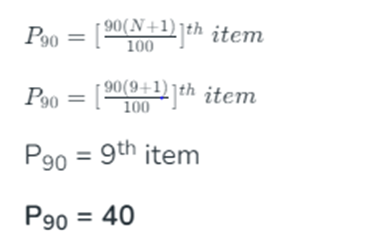 P₉₀ = [90(N+1)/100]ᵗʰ item
P₉₀ = [90(9+1)/100]ᵗʰ item
P₉₀ = 9ᵗʰ item
P₉₀ = 40